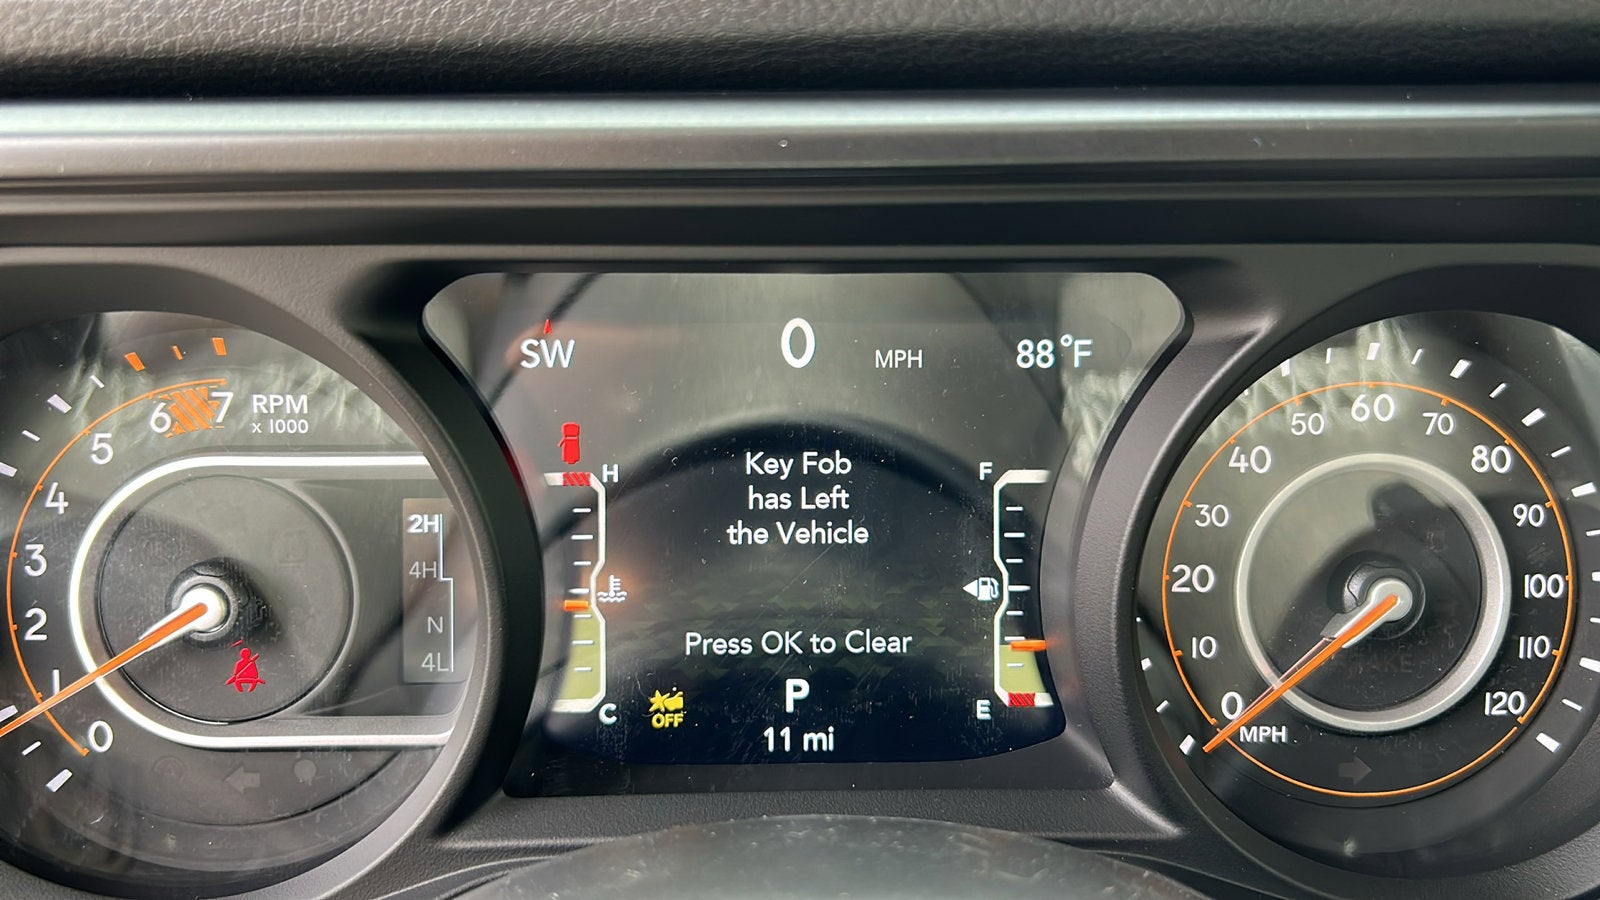 SW
0
MPH
88°F
6 7
RPM
x 1000
5
4
3
2
1
0
2H
4H
N
4L
H
C
Key Fob
has Left
the Vehicle
Press OK to Clear
OFF
P
11 mi
F
E
0
10
20
30
40
50
60
70
80
90
100
110
120
MPH